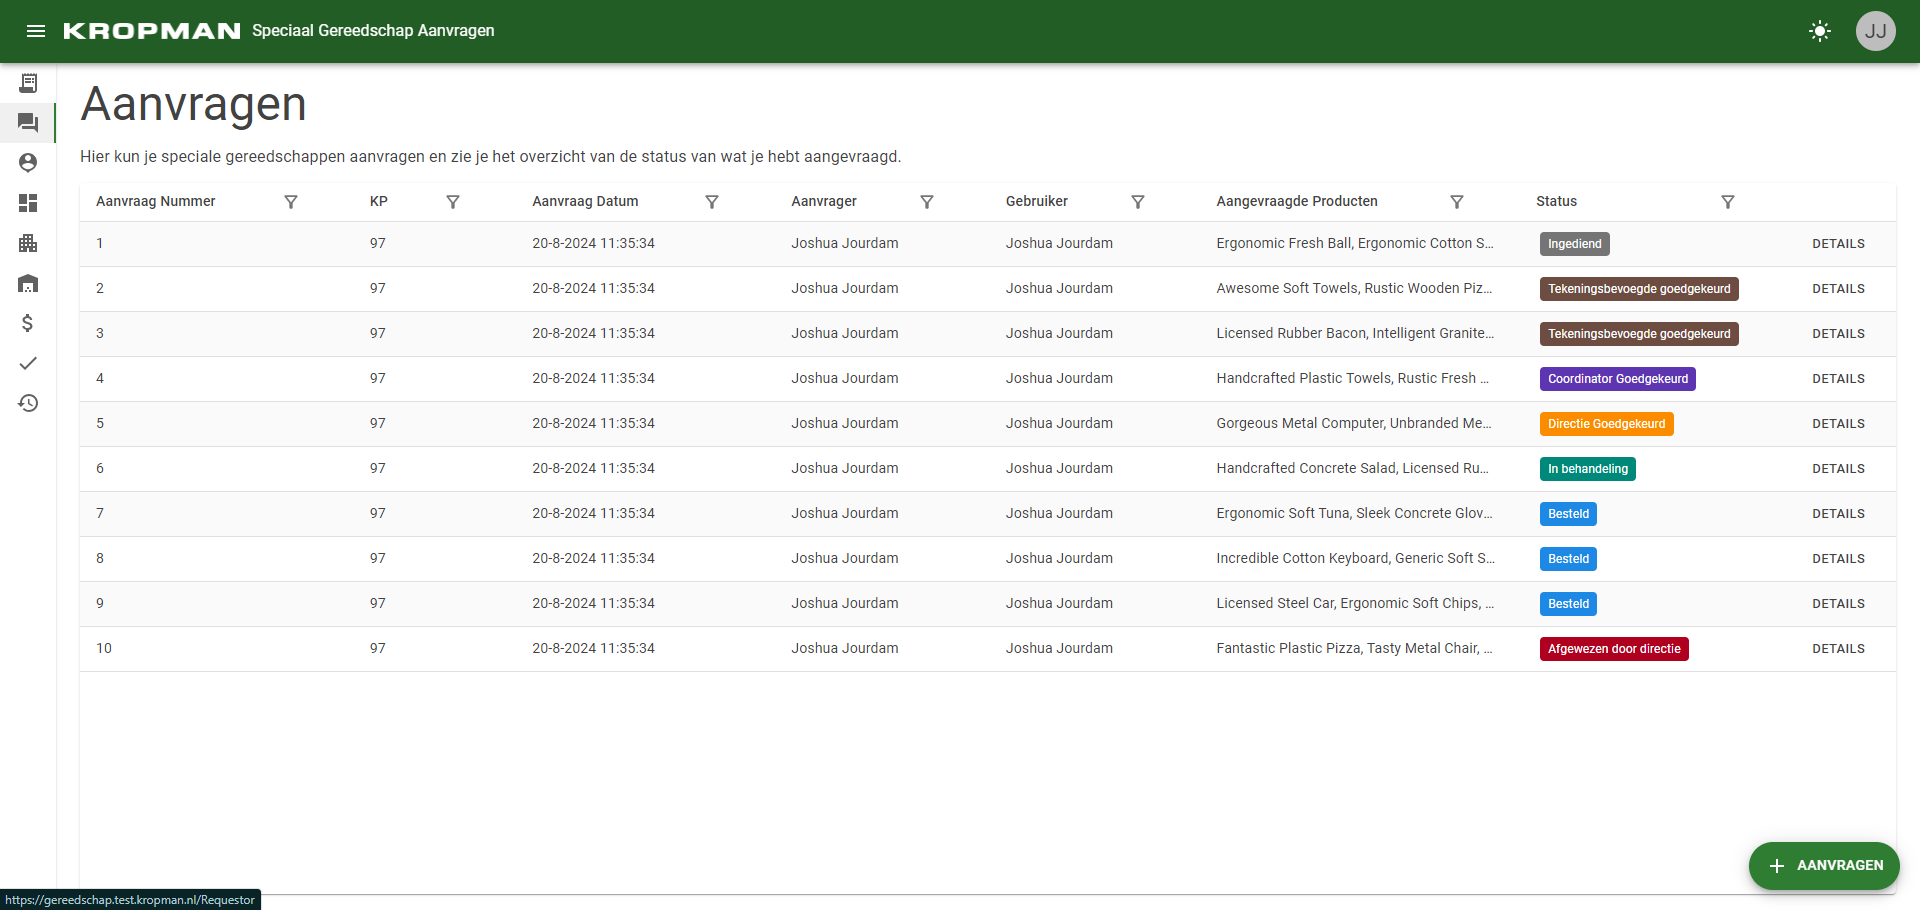 KROPMAN Speciaal Gereedschap Aanvragen JJ
Aanvragen
Hier kun je speciale gereedschappen aanvragen en zie je het overzicht van de status van wat je hebt aangevraagd.
Aanvraag Nummer KP Aanvraag Datum Aanvrager Gebruiker Aangevraagde Producten Status
1 97 20-8-2024 11:35:34 Joshua Jourdam Joshua Jourdam Ergonomic Fresh Ball, Ergonomic Cotton S... Ingediend DETAILS
2 97 20-8-2024 11:35:34 Joshua Jourdam Joshua Jourdam Awesome Soft Towels, Rustic Wooden Piz... Tekeningsbevoegde goedgekeurd DETAILS
3 97 20-8-2024 11:35:34 Joshua Jourdam Joshua Jourdam Licensed Rubber Bacon, Intelligent Granite... Tekeningsbevoegde goedgekeurd DETAILS
4 97 20-8-2024 11:35:34 Joshua Jourdam Joshua Jourdam Handcrafted Plastic Towels, Rustic Fresh ... Coordinator Goedgekeurd DETAILS
5 97 20-8-2024 11:35:34 Joshua Jourdam Joshua Jourdam Gorgeous Metal Computer, Unbranded Me... Directie Goedgekeurd DETAILS
6 97 20-8-2024 11:35:34 Joshua Jourdam Joshua Jourdam Handcrafted Concrete Salad, Licensed Ru... In behandeling DETAILS
7 97 20-8-2024 11:35:34 Joshua Jourdam Joshua Jourdam Ergonomic Soft Tuna, Sleek Concrete Glov... Besteld DETAILS
8 97 20-8-2024 11:35:34 Joshua Jourdam Joshua Jourdam Incredible Cotton Keyboard, Generic Soft S... Besteld DETAILS
9 97 20-8-2024 11:35:34 Joshua Jourdam Joshua Jourdam Licensed Steel Car, Ergonomic Soft Chips, ... Besteld DETAILS
10 97 20-8-2024 11:35:34 Joshua Jourdam Joshua Jourdam Fantastic Plastic Pizza, Tasty Metal Chair, ... Afgewezen door directie DETAILS
AANVRAGEN
https://gereedschap.test.kropman.nl/Requestor